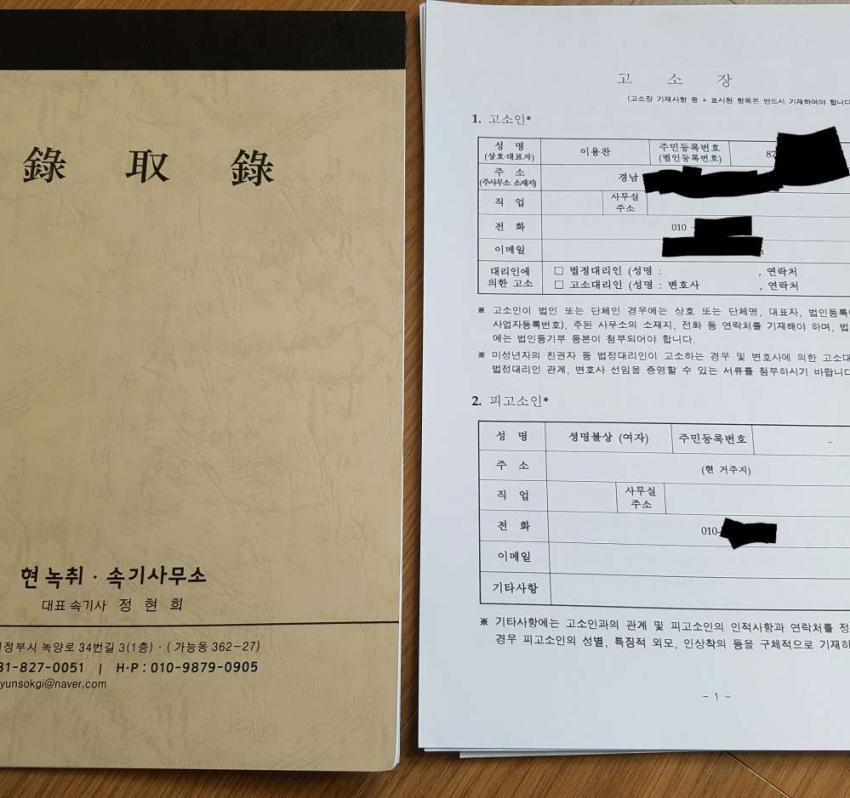 錄 取 錄
현 녹취 · 속기사무소
대표 속기사 정 현 희
정부시 녹양로 34번길 3(1층) · ( 가능동 362-27)
31-827-0051 | H·P : 010-9879-0905
yunsokgi@naver.com
고 소 장
(고소장 기재사항 중 * 표시된 항목은 반드시 기재하여야 합니다
1. 고소인*
성 명
(상호·대표자)
이용찬
주민등록번호
(법인등록번호)
87
주 소
(주사무소 소재지)
경남
직 업
사무실
주소
전 화
010 -
이메일
대리인에
의한 고소
□ 법정대리인 (성명 : , 연락처
□ 고소대리인 (성명 : 변호사 , 연락처
※ 고소인이 법인 또는 단체인 경우에는 상호 또는 단체명, 대표자, 법인등록
사업자등록번호), 주된 사무소의 소재지, 전화 등 연락처를 기재해야 하며, 법
에는 법인등기부 등본이 첨부되어야 합니다.
※ 미성년자의 친권자 등 법정대리인이 고소하는 경우 및 변호사에 의한 고소대
법정대리인 관계, 변호사 선임을 증명할 수 있는 서류를 첨부하시기 바랍니다
2. 피고소인*
성 명
성명불상 (여자)
주민등록번호
-
주 소
(현 거주지)
직 업
사무실
주소
전 화
010-
이메일
기타사항
※ 기타사항에는 고소인과의 관계 및 피고소인의 인적사항과 연락처를 정
경우 피고소인의 성별, 특징적 외모, 인상착의 등을 구체적으로 기재하
- 1 -